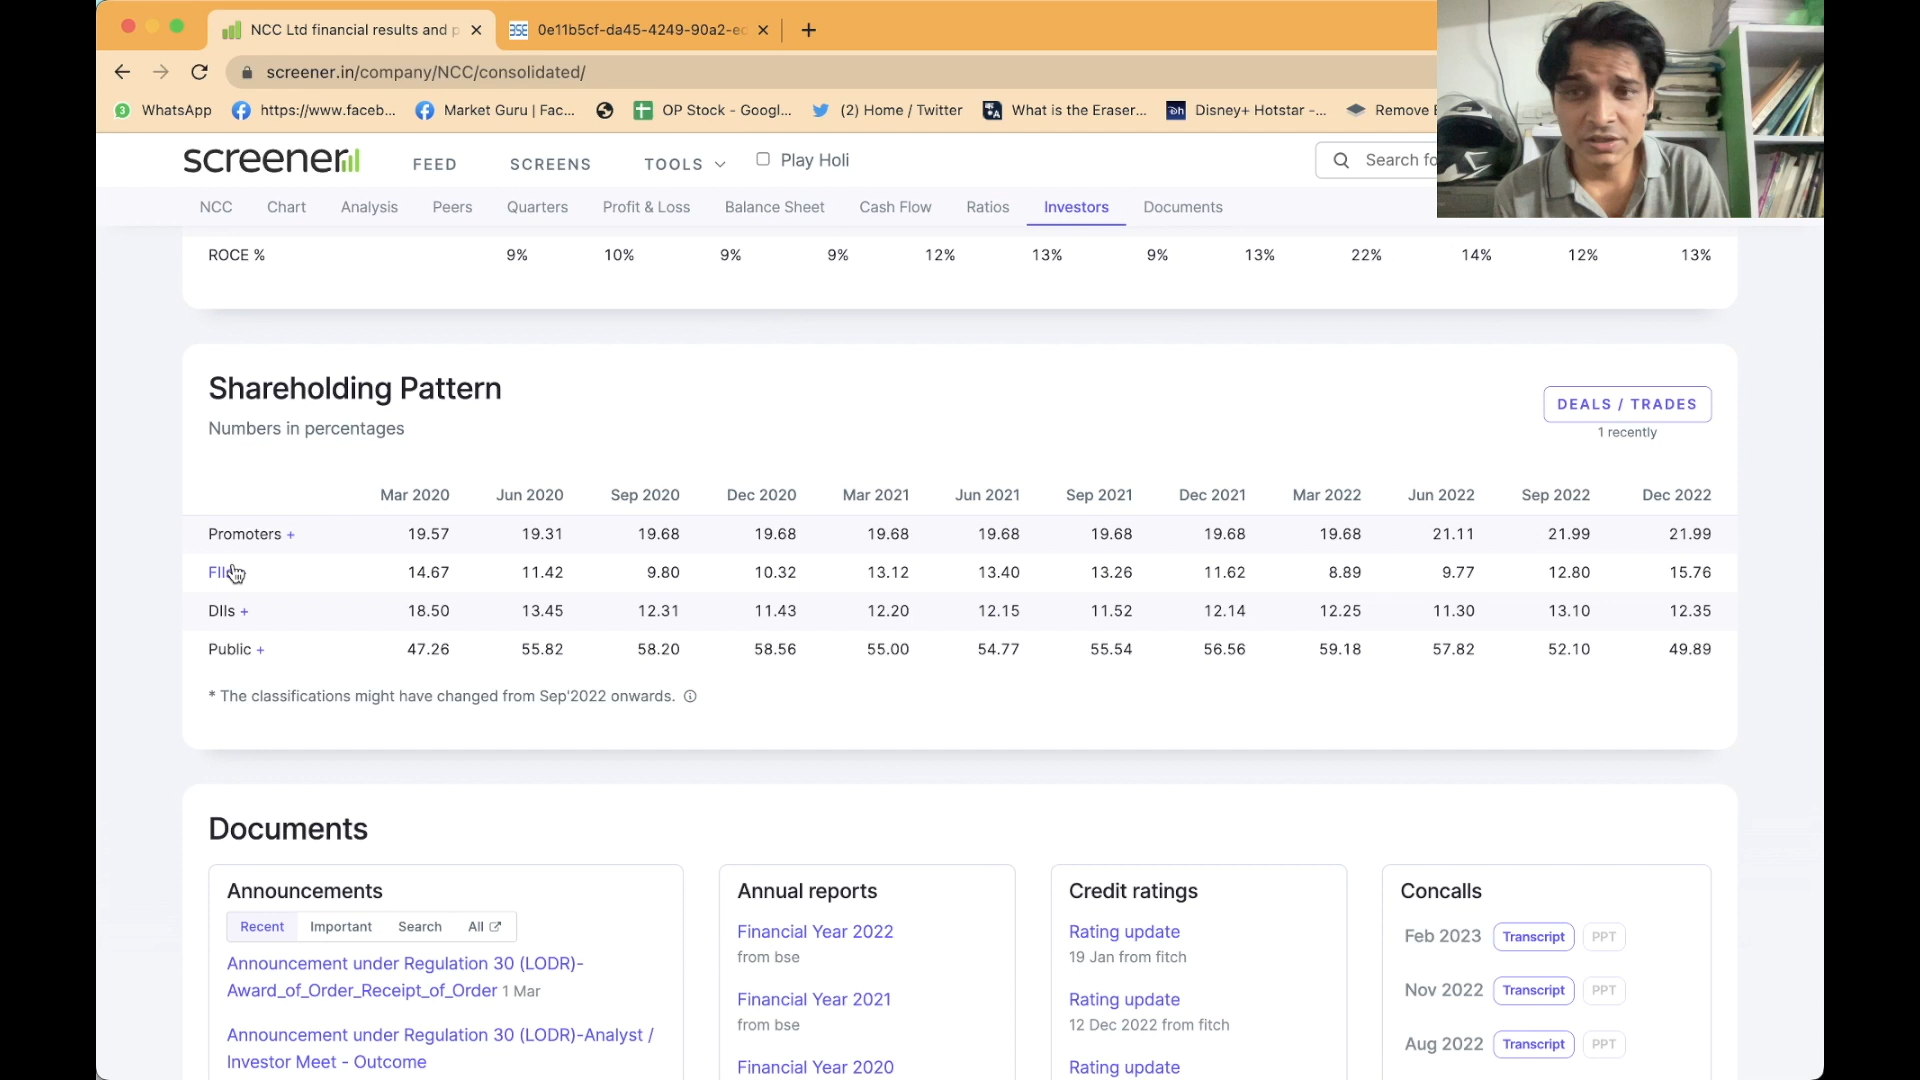 NCC Ltd financial results and p
BSE 0e11b5cf-da45-4249-90a2-ec
screener.in/company/NCC/consolidated/
3 WhatsApp https://www.faceb... Market Guru | Fac... OP Stock - Googl... (2) Home / Twitter What is the Eraser... Disney+ Hotstar -... Remove
screener FEED SCREENS TOOLS Play Holi Search fo
NCC Chart Analysis Peers Quarters Profit & Loss Balance Sheet Cash Flow Ratios Investors Documents
ROCE % 9% 10% 9% 9% 12% 13% 9% 13% 22% 14% 12% 13%
Shareholding Pattern
DEALS / TRADES
Numbers in percentages
1 recently
Mar 2020 Jun 2020 Sep 2020 Dec 2020 Mar 2021 Jun 2021 Sep 2021 Dec 2021 Mar 2022 Jun 2022 Sep 2022 Dec 2022
Promoters + 19.57 19.31 19.68 19.68 19.68 19.68 19.68 19.68 19.68 21.11 21.99 21.99
FII 14.67 11.42 9.80 10.32 13.12 13.40 13.26 11.62 8.89 9.77 12.80 15.76
DIIs + 18.50 13.45 12.31 11.43 12.20 12.15 11.52 12.14 12.25 11.30 13.10 12.35
Public + 47.26 55.82 58.20 58.56 55.00 54.77 55.54 56.56 59.18 57.82 52.10 49.89
* The classifications might have changed from Sep'2022 onwards.
Documents
Announcements
Recent Important Search All
Announcement under Regulation 30 (LODR)-
Award_of_Order_Receipt_of_Order 1 Mar
Announcement under Regulation 30 (LODR)-Analyst /
Investor Meet - Outcome
Annual reports
Financial Year 2022
from bse
Financial Year 2021
from bse
Financial Year 2020
Credit ratings
Rating update
19 Jan from fitch
Rating update
12 Dec 2022 from fitch
Rating update
Concalls
Feb 2023 Transcript PPT
Nov 2022 Transcript PPT
Aug 2022 Transcript PPT